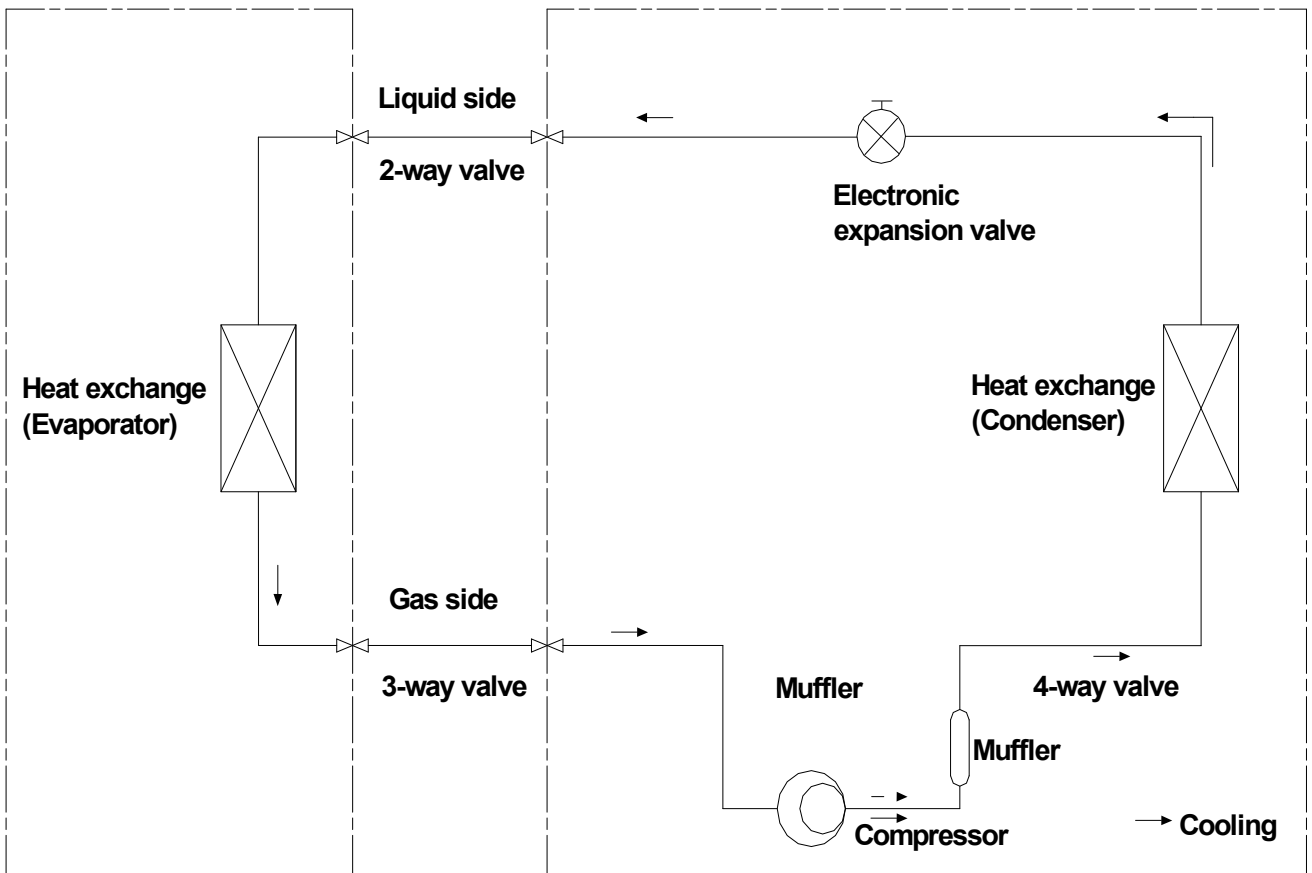 Liquid side
2-way valve
Electronic
expansion valve
Heat exchange
(Evaporator)
Heat exchange
(Condenser)
Gas side
3-way valve
Muffler
4-way valve
Muffler
Compressor
Cooling